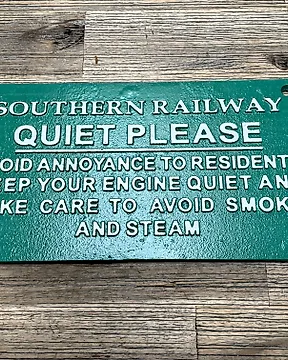 SOUTHERN RAILWAY
QUIET PLEASE
OID ANNOYANCE TO RESIDENT
EP YOUR ENGINE QUIET AN
KE CARE TO AVOID SMOK
AND STEAM